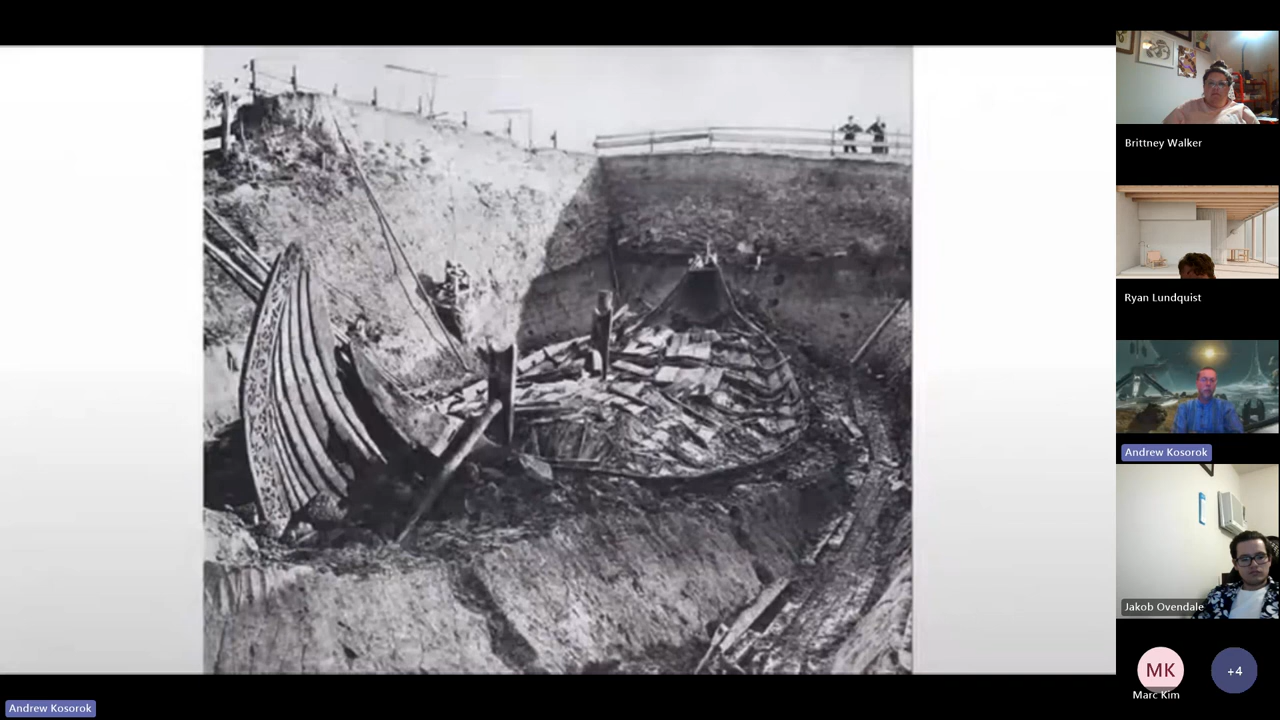 Brittney Walker
Ryan Lundquist
Andrew Kosorok
Jakob Ovendale
MK
Marc Kim
+4
Andrew Kosorok